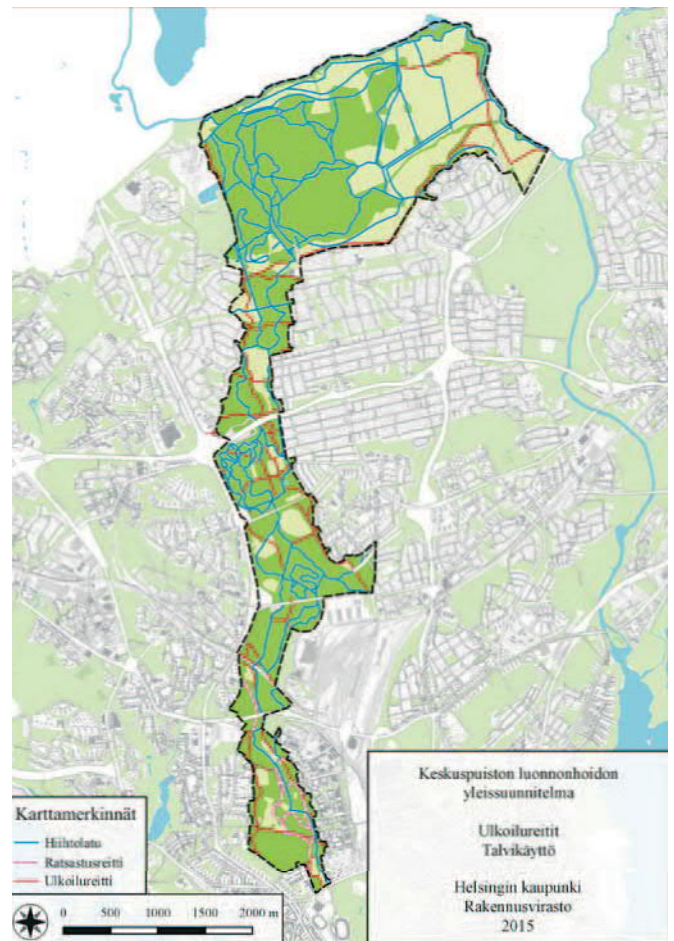 Karttamerkinnät
Hiihtolatu
Ratsastusreitti
Ulkoilureitti
0 500 1000 1500 2000 m
Keskuspuiston luonnonhoidon
yleissuunnitelma
Ulkoilureitit
Talvikäyttö
Helsingin kaupunki
Rakennusvirasto
2015